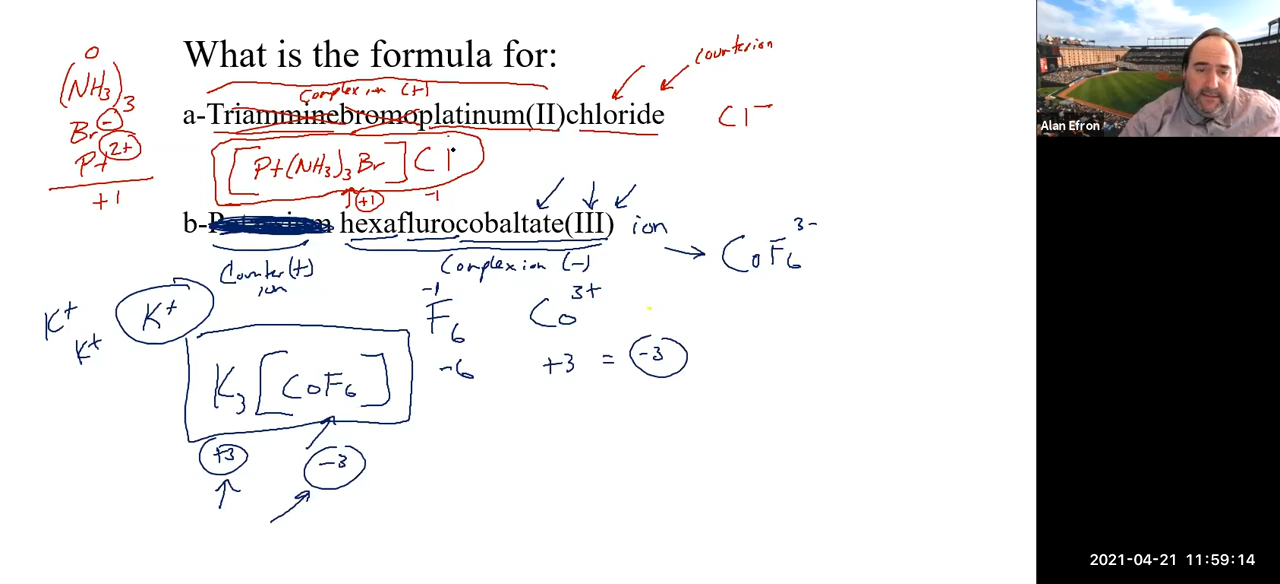 What is the formula for:
counterion
0
(NH3)3
Br -
Pt 2+
+1
Complex ion (+)
a-Triamminebromoplatinum(II)chloride
Cl-
[Pt(NH3)3Br]Cl
+1 -1
b- hexaflurocobaltate(III) ion
→ CoF6 3-
Counter (+)
ion
Complex ion (-)
K+ K+ K+
-1
F6
Co 3+
-6 +3 = -3
K3[CoF6]
+3 -3
Alan Efron
2021-04-21 11:59:14